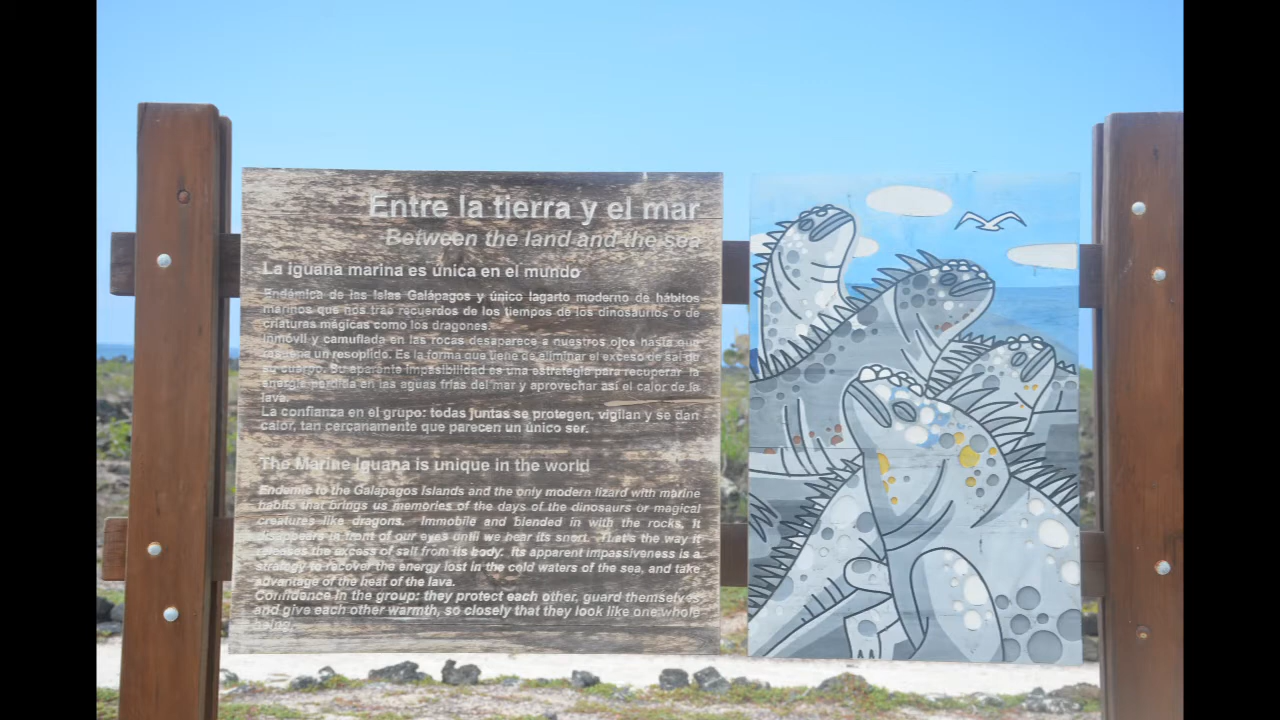 Entre la tierra y el mar
Between the land and the sea
La iguana marina es única en el mundo
Endémica de las Islas Galápagos y único lagarto moderno de hábitos
marinos que nos trae recuerdos de los tiempos de los dinosaurios o de
criaturas mágicas como los dragones.
Inmóvil y camuflada en las rocas desaparece a nuestros ojos hasta que
resuena un resoplido. Es la forma que tiene de eliminar el exceso de sal de
su cuerpo. Su aparente impasibilidad es una estrategia para recuperar la
energía perdida en las aguas frías del mar y aprovechar así el calor de la
lava.
La confianza en el grupo: todas juntas se protegen, vigilan y se dan
calor, tan cercanamente que parecen un único ser.
The Marine Iguana is unique in the world
Endemic to the Galapagos Islands and the only modern lizard with marine
habits that brings us memories of the days of the dinosaurs or magical
creatures like dragons. Immobile and blended in with the rocks, it
disappears in front of our eyes until we hear its snort. That's the way it
releases the excess of salt from its body. Its apparent impassiveness is a
strategy to recover the energy lost in the cold waters of the sea, and take
advantage of the heat of the lava.
Confidence in the group: they protect each other, guard themselves
and give each other warmth, so closely that they look like one whole
being.